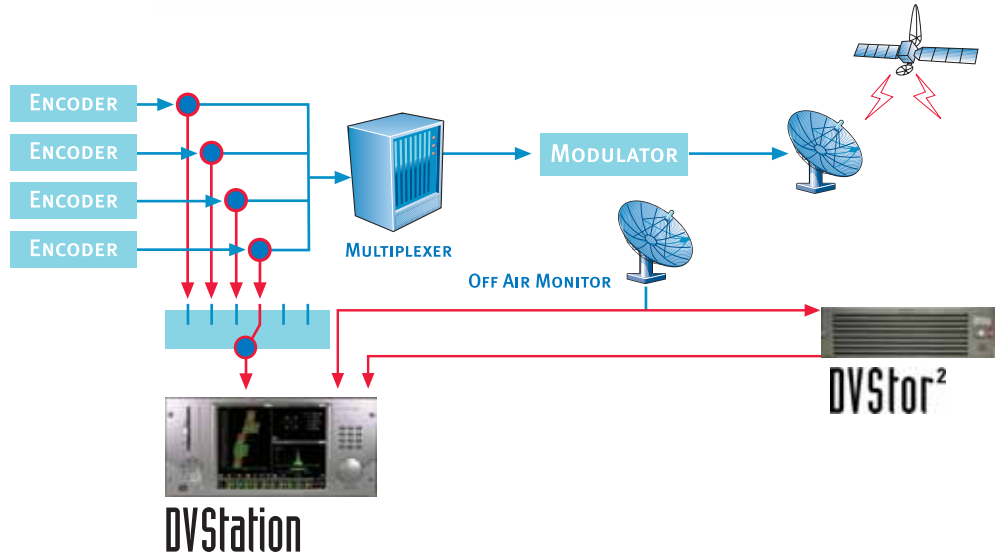 ENCODER
ENCODER
ENCODER
ENCODER
MULTIPLEXER
MODULATOR
OFF AIR MONITOR
DVStor²
DVStation